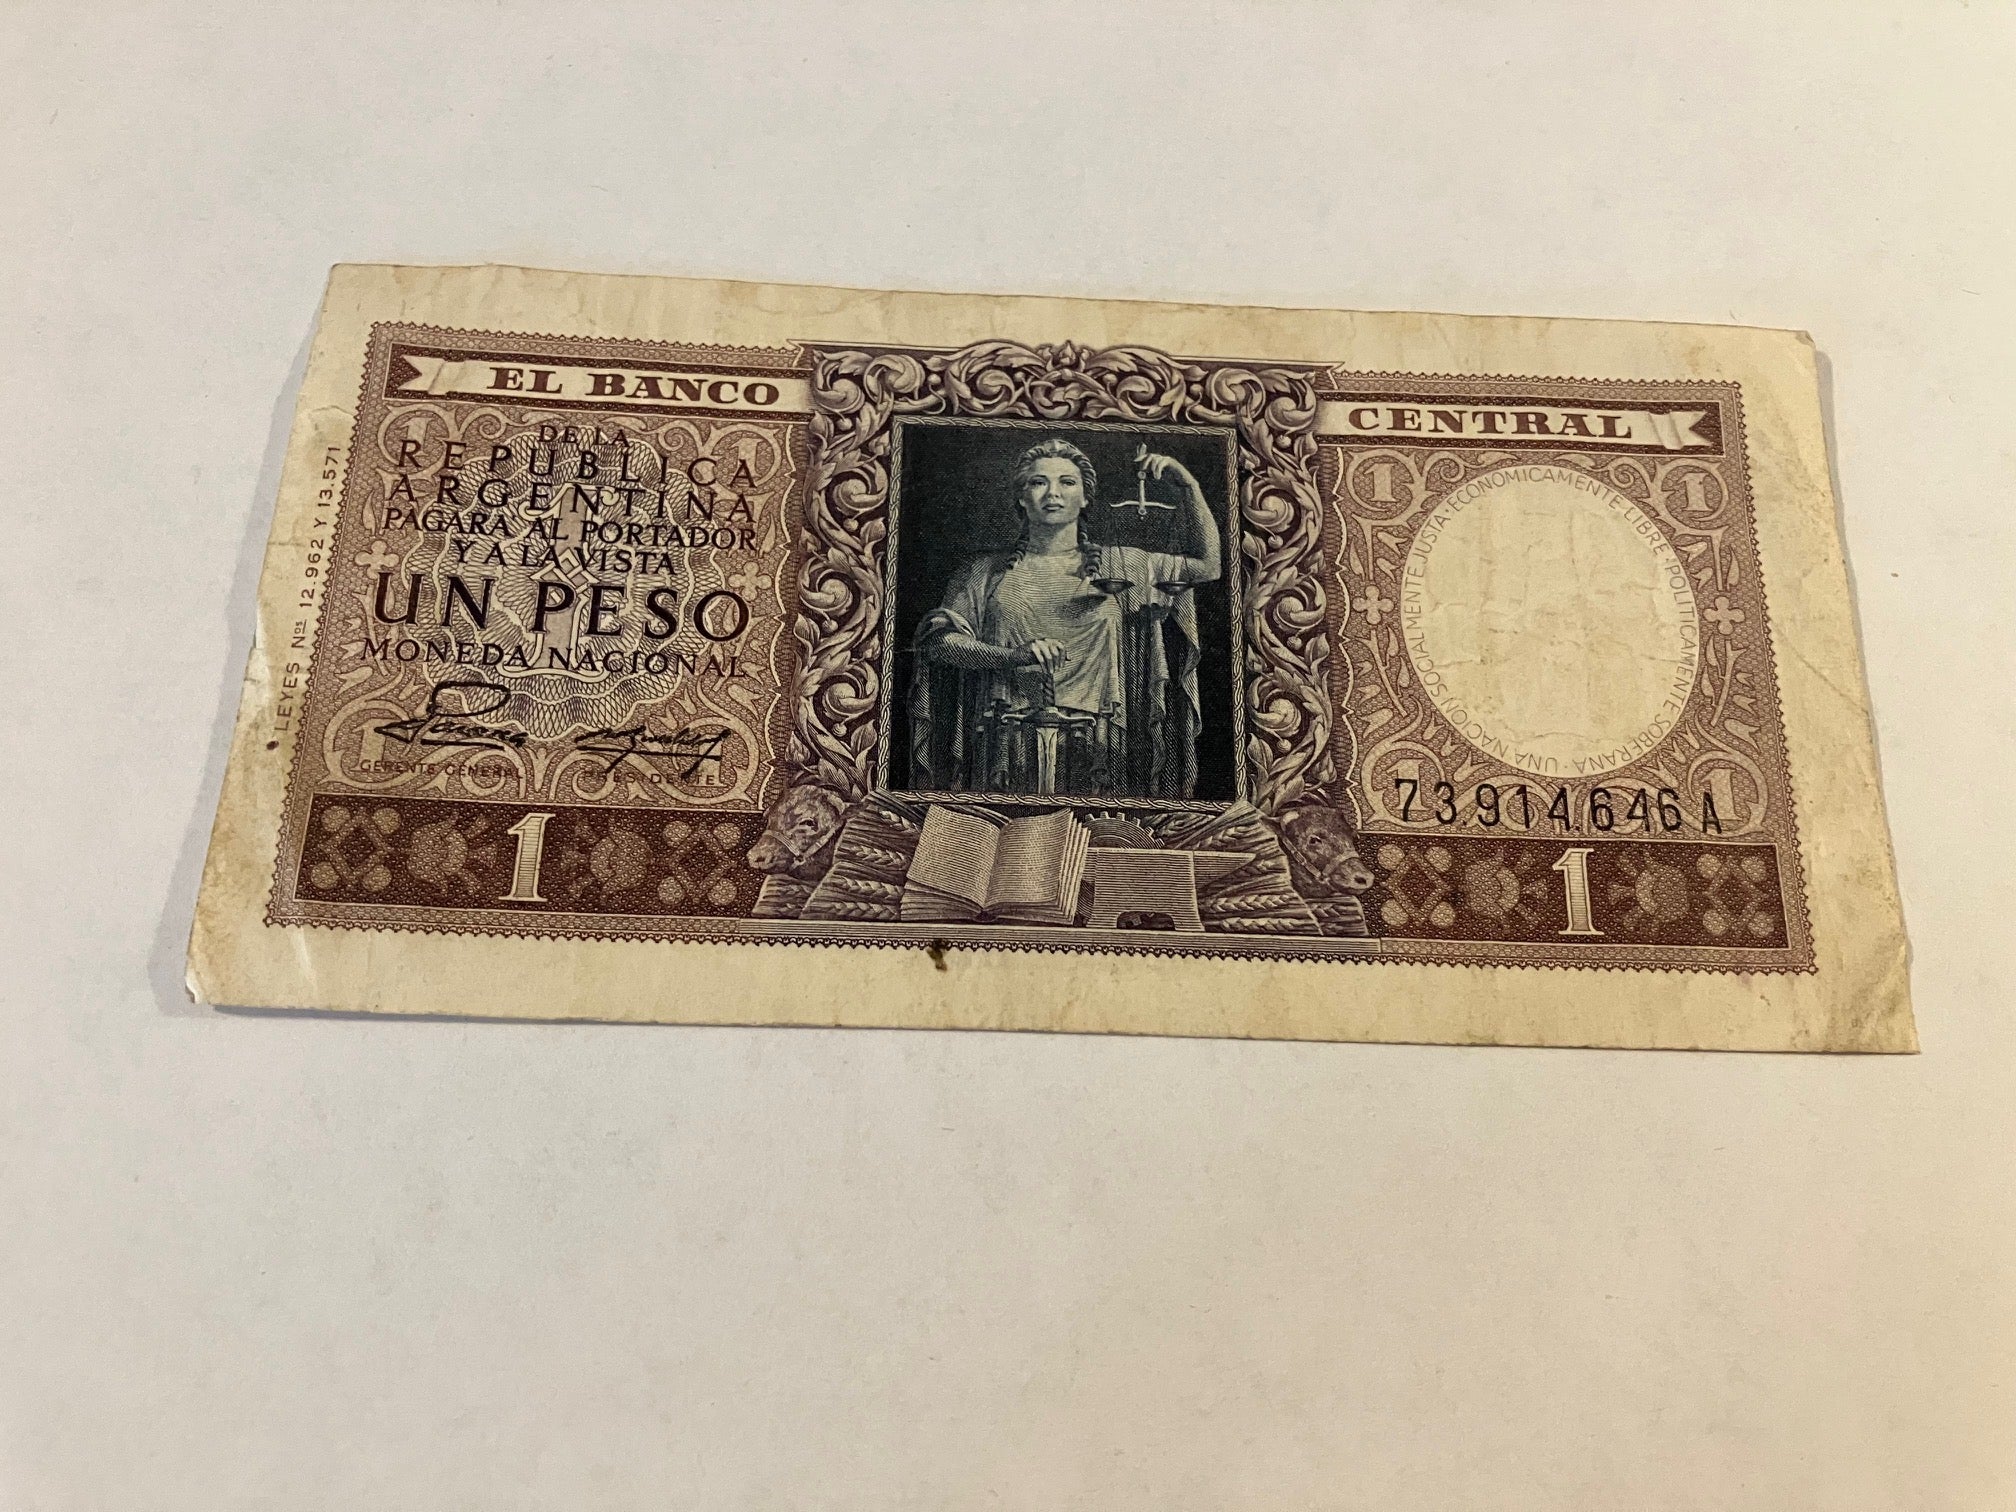 EL BANCO
CENTRAL
DE LA
REPUBLICA
ARGENTINA
PAGARA AL PORTADOR
Y A LA VISTA
UN PESO
MONEDA NACIONAL
GERENTE GENERAL
PRESIDENTE
LEYES Nos 12.962 Y 13.571
UNA NACION SOCIALMENTE JUSTA · ECONOMICAMENTE LIBRE · POLITICAMENTE SOBERANA ·
1
1
1
1
73.914.646 A
1
1
1
1